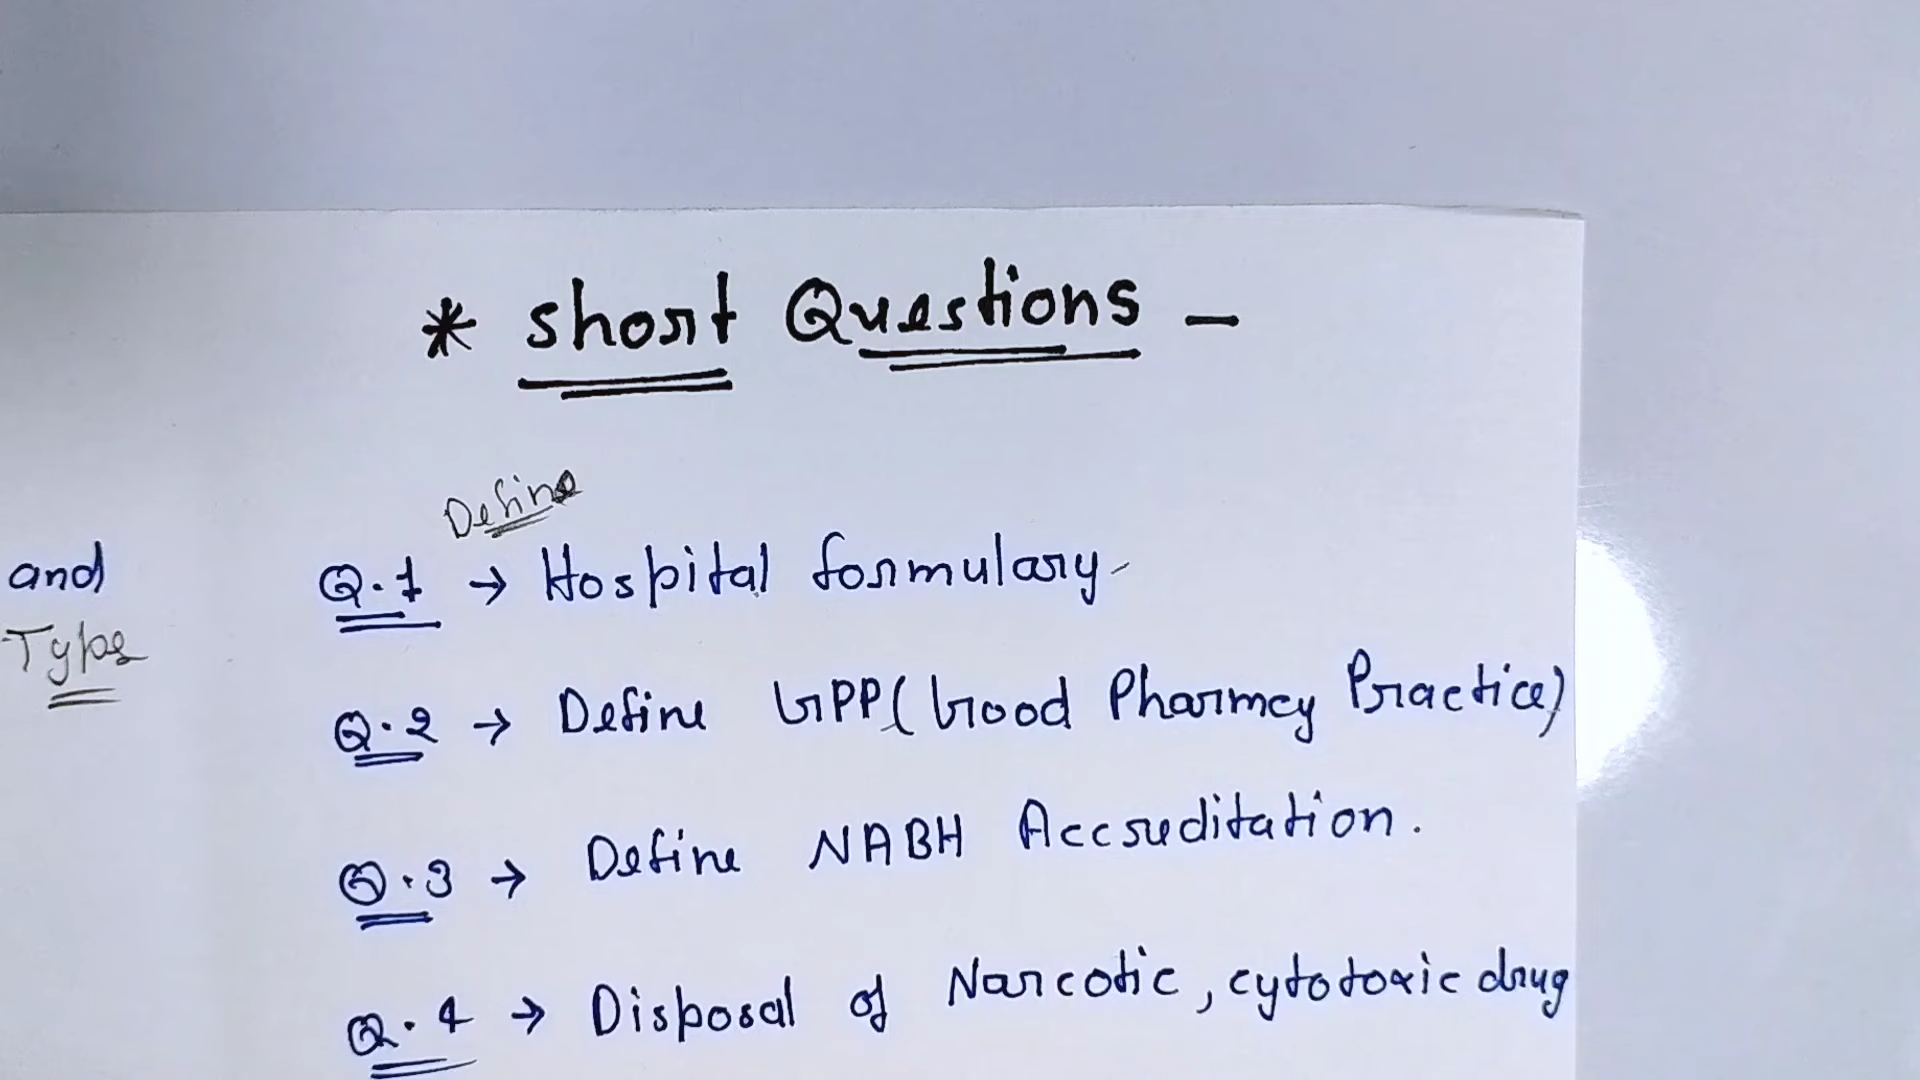 * Short Questions -
Define
Q.1 → Hospital formulary
and
Type
Q.2 → Define GPP (Good Pharmcy Practice)
Q.3 → Define NABH Accreditation.
Q.4 → Disposal of Narcotic, cytotoxic drug